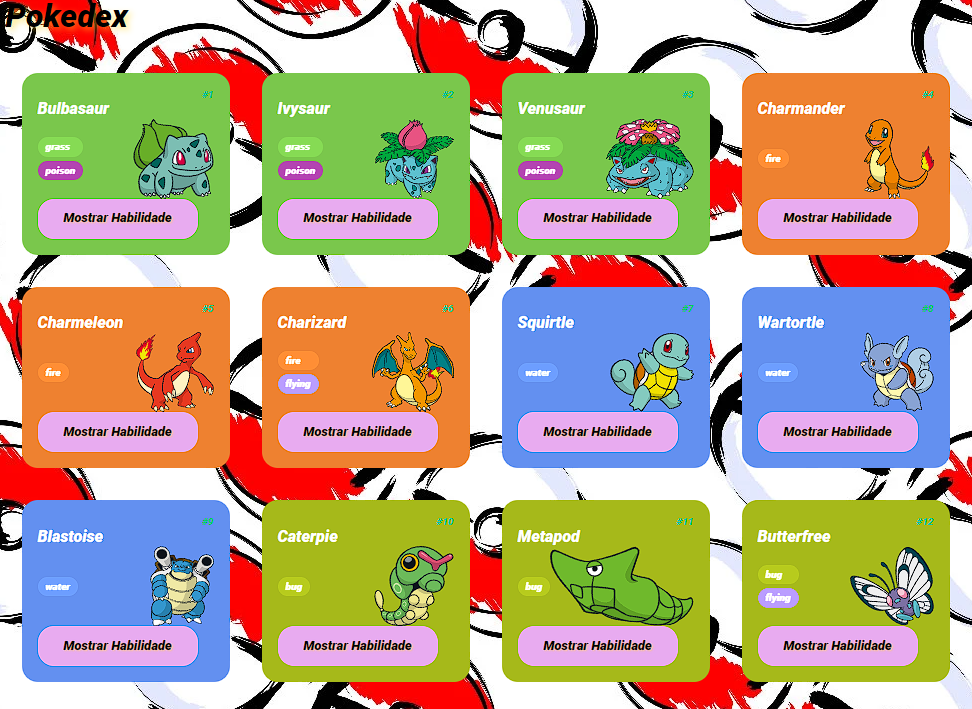 Pokedex
#1
Bulbasaur
grass
poison
Mostrar Habilidade
#2
Ivysaur
grass
poison
Mostrar Habilidade
#3
Venusaur
grass
poison
Mostrar Habilidade
#4
Charmander
fire
Mostrar Habilidade
#5
Charmeleon
fire
Mostrar Habilidade
#6
Charizard
fire
flying
Mostrar Habilidade
#7
Squirtle
water
Mostrar Habilidade
#8
Wartortle
water
Mostrar Habilidade
#9
Blastoise
water
Mostrar Habilidade
#10
Caterpie
bug
Mostrar Habilidade
#11
Metapod
bug
Mostrar Habilidade
#12
Butterfree
bug
flying
Mostrar Habilidade